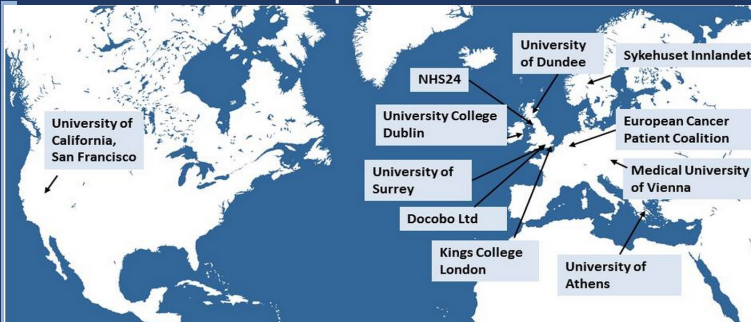 University
of Dundee
Sykehuset Innlandet
NHS24
University College
Dublin
University of
California,
San Francisco
European Cancer
Patient Coalition
University of
Surrey
Medical University
of Vienna
Docobo Ltd
Kings College
London
University of
Athens